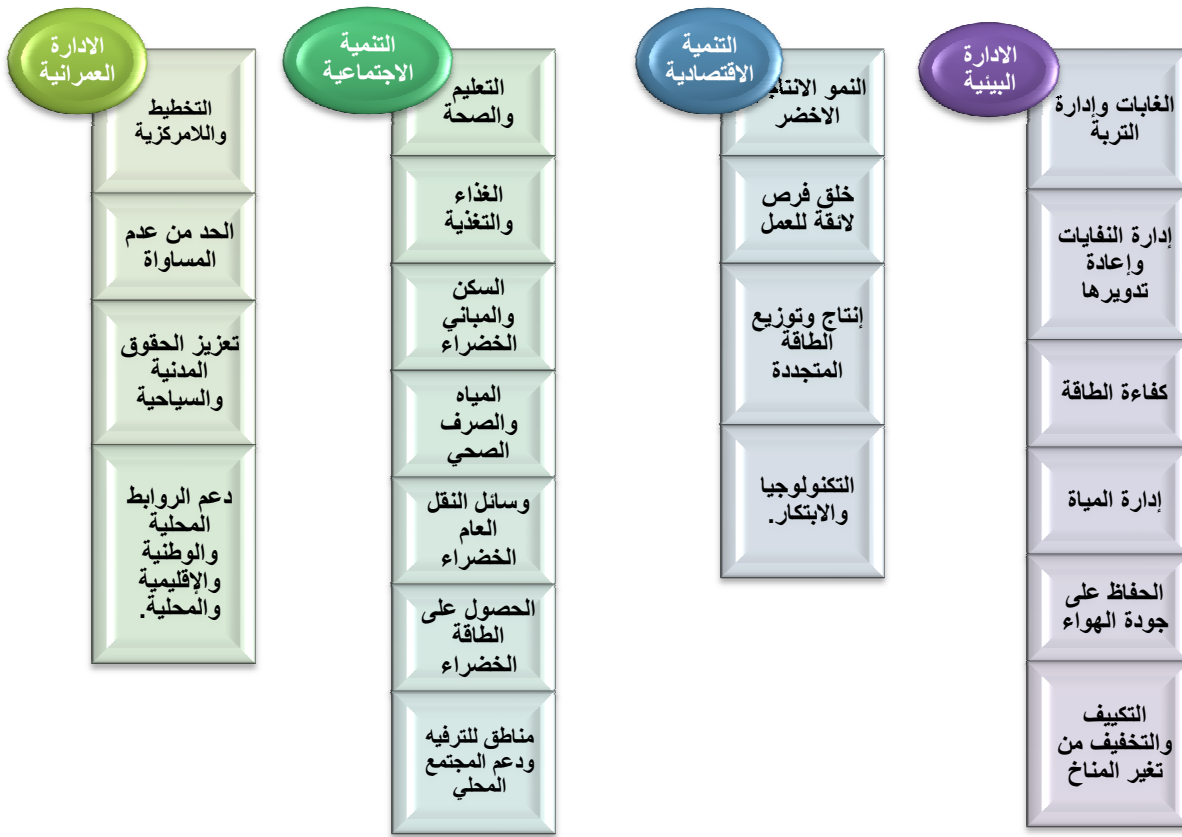 الادارة
البيئية
الغابات وإدارة
التربة
إدارة النفايات
وإعادة
تدويرها
كفاءة الطاقة
إدارة المياة
الحفاظ على
جودة الهواء
التكييف
والتخفيف من
تغير المناخ
التنمية
الاقتصادية
النمو
الاخضر
خلق فرص
لائقة للعمل
إنتاج وتوزيع
الطاقة
المتجددة
التكنولوجيا
والابتكار.
التنمية
الاجتماعية
التعليم
والصحة
الغذاء
والتغذية
السكن
والمباني
الخضراء
المياه
والصرف
الصحي
وسائل النقل
العام
الخضراء
الحصول على
الطاقة
الخضراء
مناطق للترفيه
ودعم المجتمع
المحلي
الادارة
العمرانية
التخطيط
واللامركزية
الحد من عدم
المساواة
تعزيز الحقوق
المدنية
والسياحية
دعم الروابط
المحلية
والوطنية
والإقليمية
والمحلية.